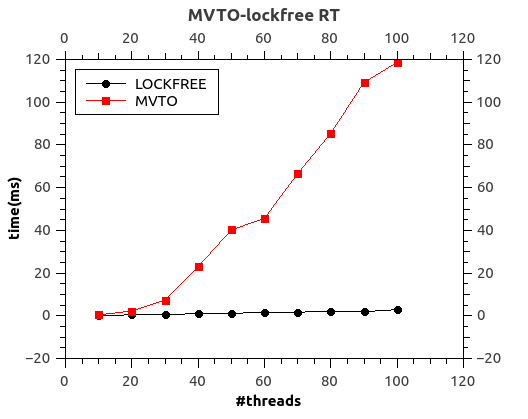 MVTO-lockfree RT
0 20 40 60 80 100 120
120 120
LOCKFREE
MVTO
100 100
80 80
60 60
time(ms)
40 40
20 20
0 0
−20 −20
0 20 40 60 80 100 120
#threads